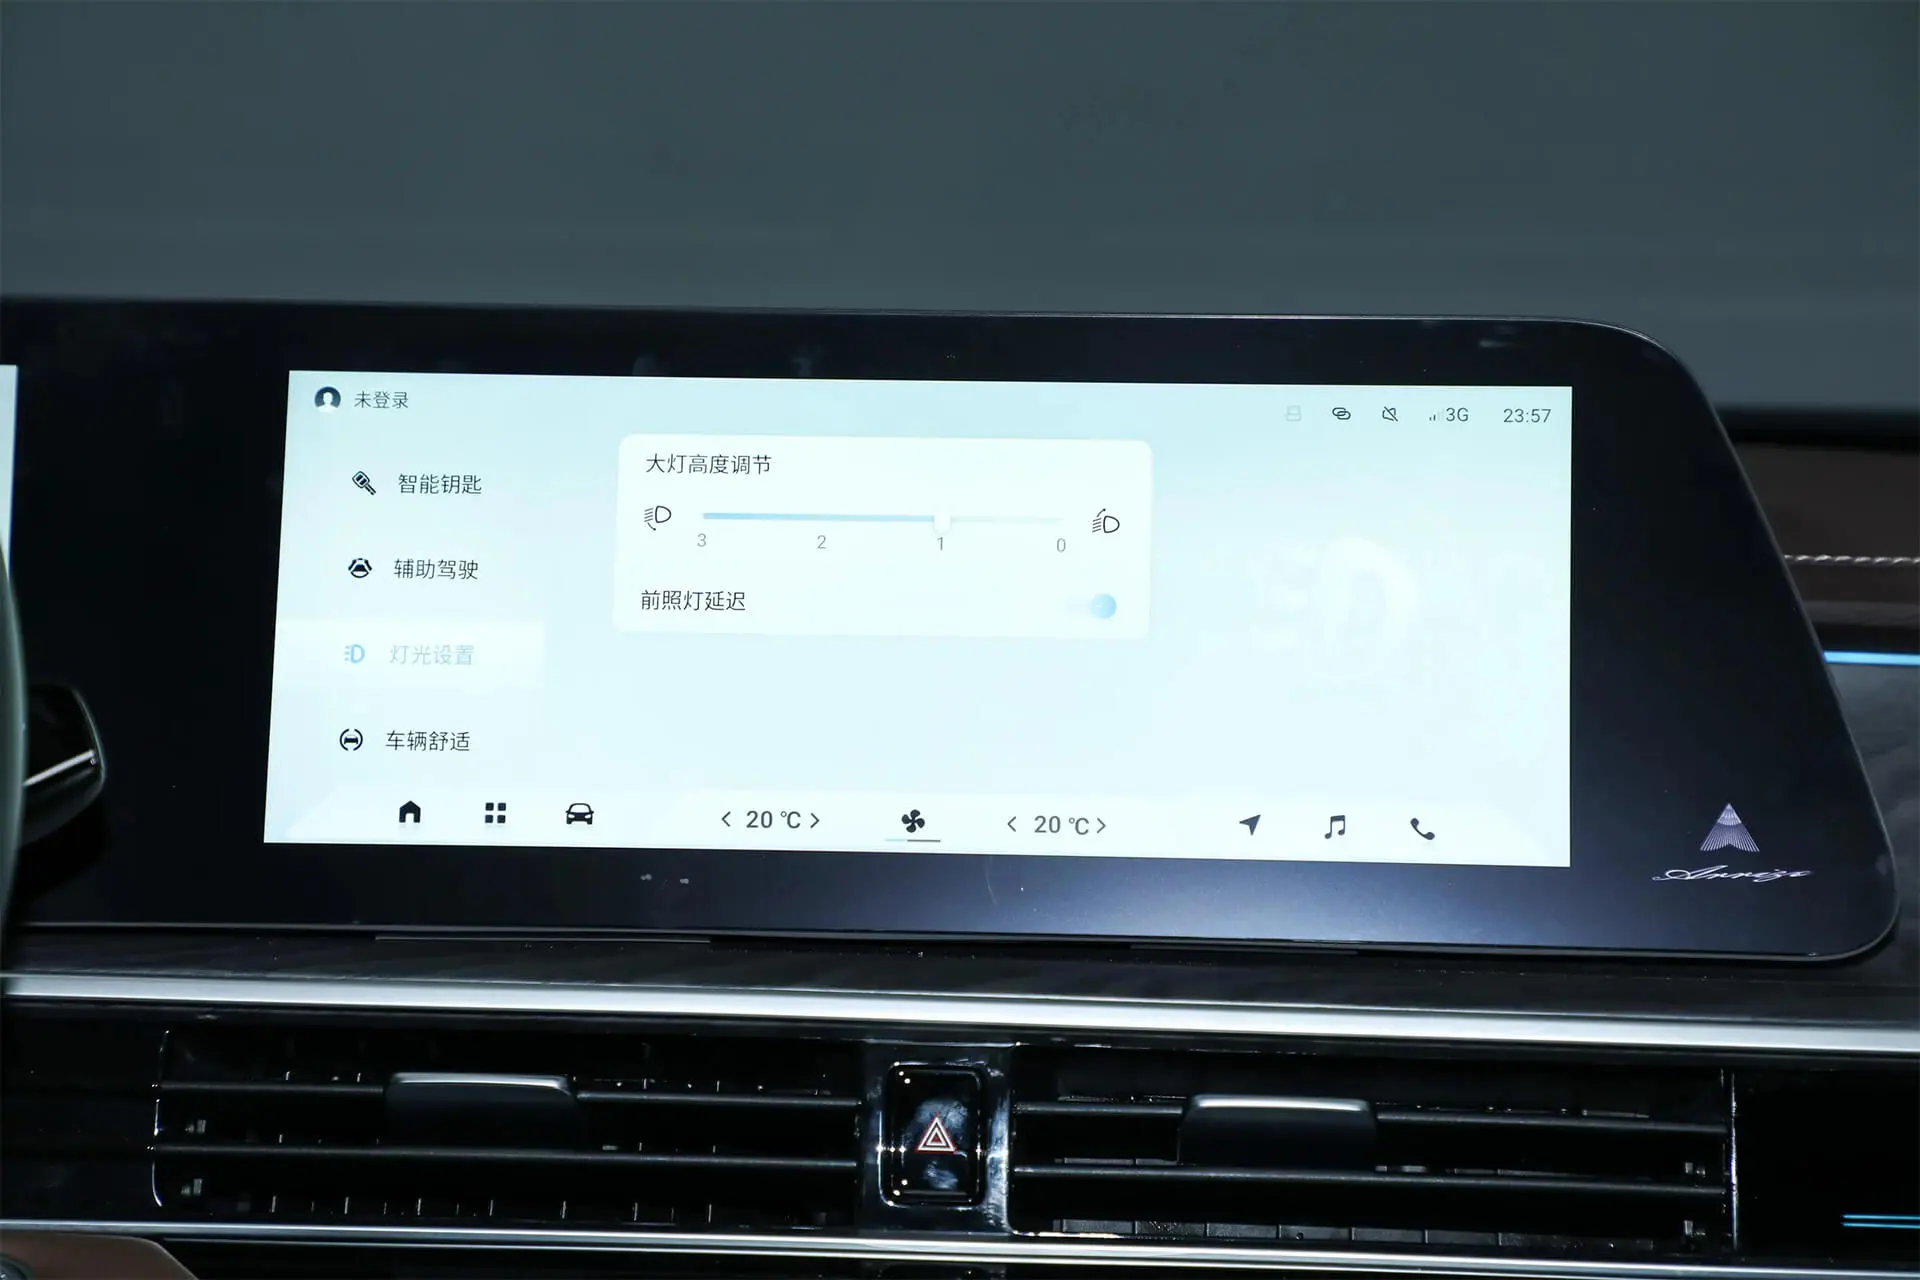 未登录
3G 23:57
智能钥匙
辅助驾驶
灯光设置
车辆舒适
大灯高度调节
3 2 1 0
前照灯延迟
< 20 ℃ > < 20 ℃ >
Arrizo